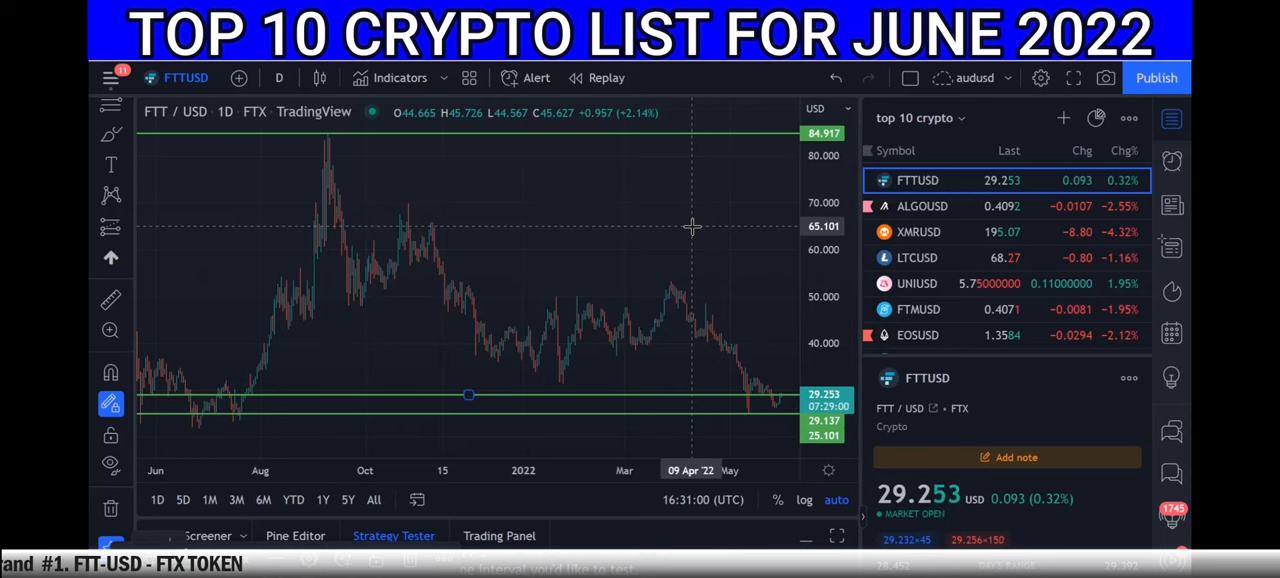 TOP 10 CRYPTO LIST FOR JUNE 2022
11
FTTUSD
D
Indicators
Alert
Replay
audusd
Publish
FTT / USD · 1D · FTX · TradingView
O44.665 H45.726 L44.567 C45.627 +0.957 (+2.14%)
USD
84.917
80.000
70.000
65.101
60.000
50.000
40.000
29.253
07:29:00
29.137
25.101
Jun Aug Oct 15 2022 Mar 09 Apr '22 May
1D 5D 1M 3M 6M YTD 1Y 5Y All
16:31:00 (UTC) % log auto
Screener Pine Editor Strategy Tester Trading Panel
top 10 crypto
Symbol Last Chg Chg%
FTTUSD 29.253 0.093 0.32%
ALGOUSD 0.4092 −0.0107 −2.55%
XMRUSD 195.07 −8.80 −4.32%
LTCUSD 68.27 −0.80 −1.16%
UNIUSD 5.75000000 0.11000000 1.95%
FTMUSD 0.4071 −0.0081 −1.95%
EOSUSD 1.3584 −0.0294 −2.12%
FTTUSD
FTT / USD · FTX
Crypto
Add note
29.253 USD 0.093 (0.32%)
MARKET OPEN
29.232×45 29.256×150
1745
rand #1. FTT-USD - FTX TOKEN